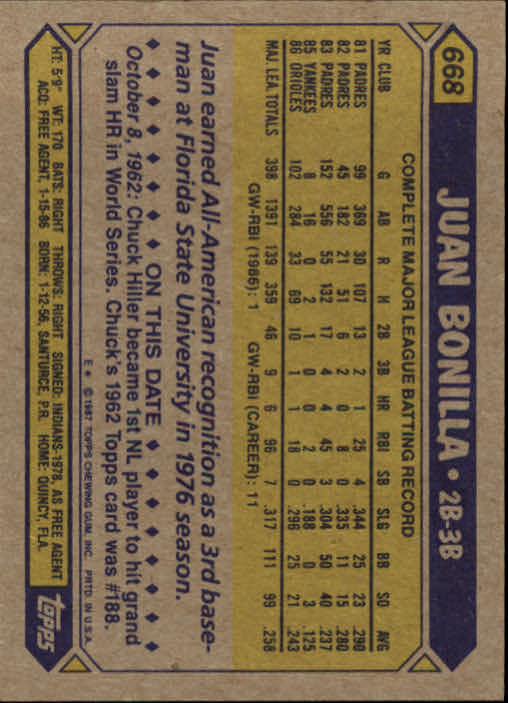 668
JUAN BONILLA • 2B-3B
COMPLETE MAJOR LEAGUE BATTING RECORD
YR CLUB G AB R H 2B 3B HR RBI SB SLG BB SO AVG
81 PADRES 99 369 30 107 13 2 1 25 4 .344 25 23 .290
82 PADRES 45 182 21 51 6 2 0 8 0 .335 11 15 .280
83 PADRES 152 556 55 132 17 4 4 45 3 .304 50 40 .237
85 YANKEES 8 16 0 2 1 0 0 2 0 .188 0 3 .125
86 ORIOLES 102 284 33 69 10 1 1 18 0 .296 25 21 .243
MAJ. LEA. TOTALS 398 1391 139 359 46 9 6 96 7 .317 111 99 .258
GW-RBI (1986): 1 GW-RBI (CAREER): 11
Juan earned All-American recognition as a 3rd base-
man at Florida State University in 1976 season.
♦ ♦ ♦ ♦ ♦ ♦ ♦ ON THIS DATE ♦ ♦ ♦ ♦ ♦ ♦ ♦
October 8, 1962: Chuck Hiller became 1st NL player to hit grand
slam HR in World Series. Chuck's 1962 Topps card was #188.
E * © 1987 TOPPS CHEWING GUM, INC. PRTD. IN U.S.A.
HT: 5'9" WT: 170 BATS: RIGHT THROWS: RIGHT SIGNED: INDIANS-1978, AS FREE AGENT
ACQ: FREE AGENT, 1-15-86 BORN: 1-12-56, SANTURCE, P.R. HOME: QUINCY, FLA.
TOPPS